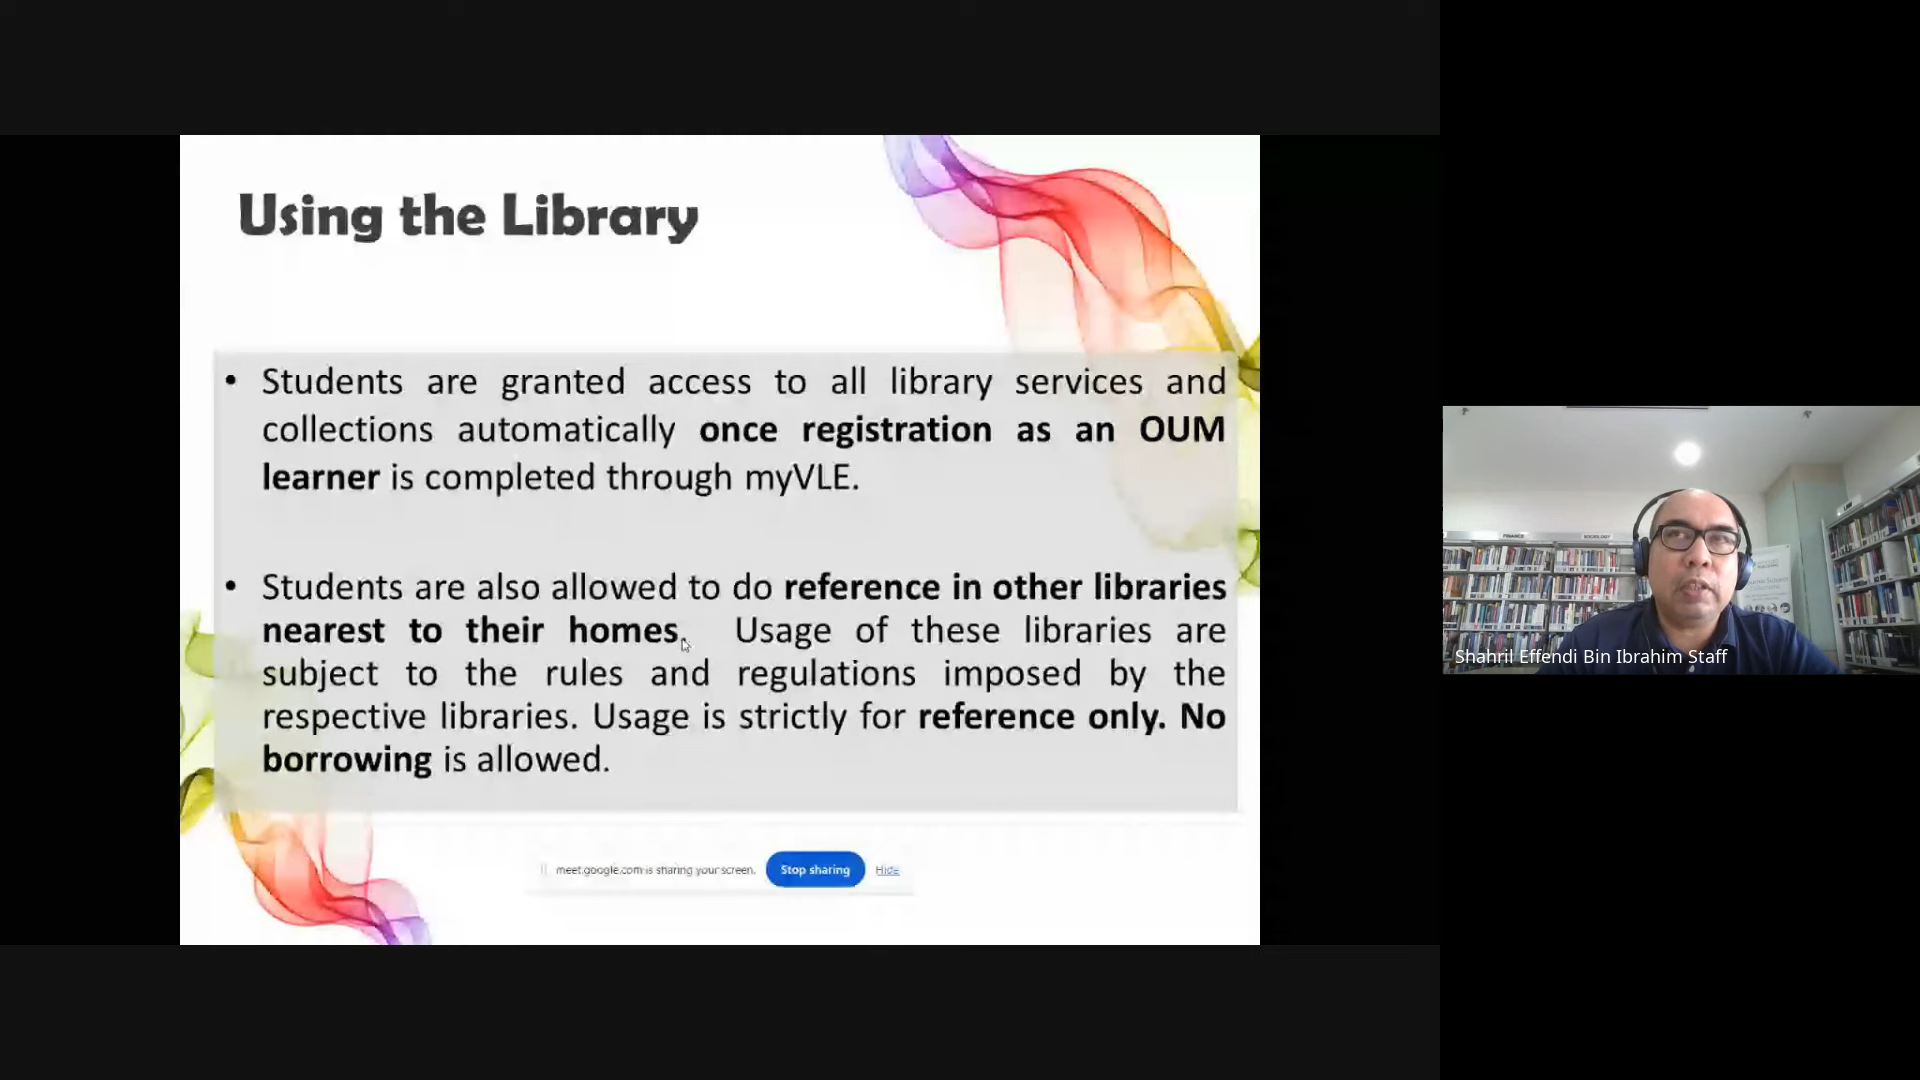 Using the Library
• Students are granted access to all library services and
collections automatically once registration as an OUM
learner is completed through myVLE.
• Students are also allowed to do reference in other libraries
nearest to their homes. Usage of these libraries are
subject to the rules and regulations imposed by the
respective libraries. Usage is strictly for reference only. No
borrowing is allowed.
meet.google.com is sharing your screen. Stop sharing Hide
FINANCE SOCIOLOGY
Shahril Effendi Bin Ibrahim Staff